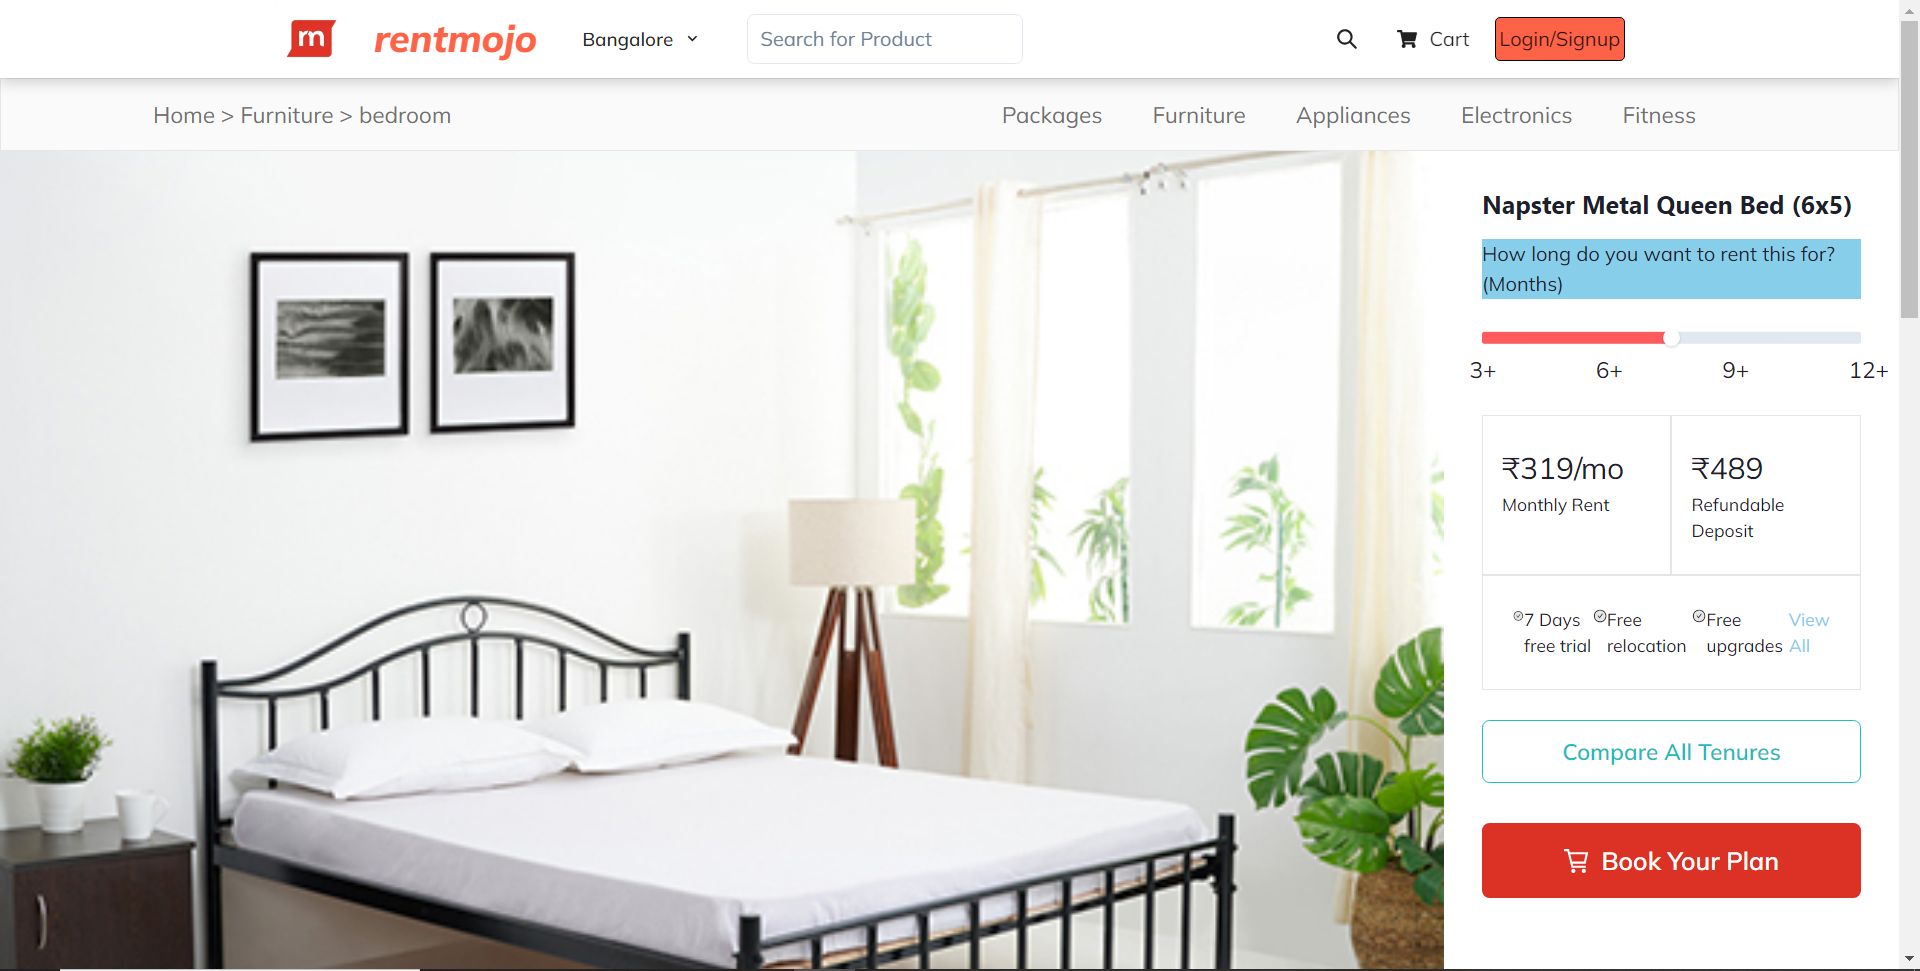 m rentmojo Bangalore Search for Product Cart Login/Signup
Home > Furniture > bedroom Packages Furniture Appliances Electronics Fitness
Napster Metal Queen Bed (6x5)
How long do you want to rent this for?
(Months)
3+ 6+ 9+ 12+
₹319/mo
Monthly Rent
₹489
Refundable
Deposit
7 Days
free trial
Free
relocation
Free
upgrades
View
All
Compare All Tenures
Book Your Plan